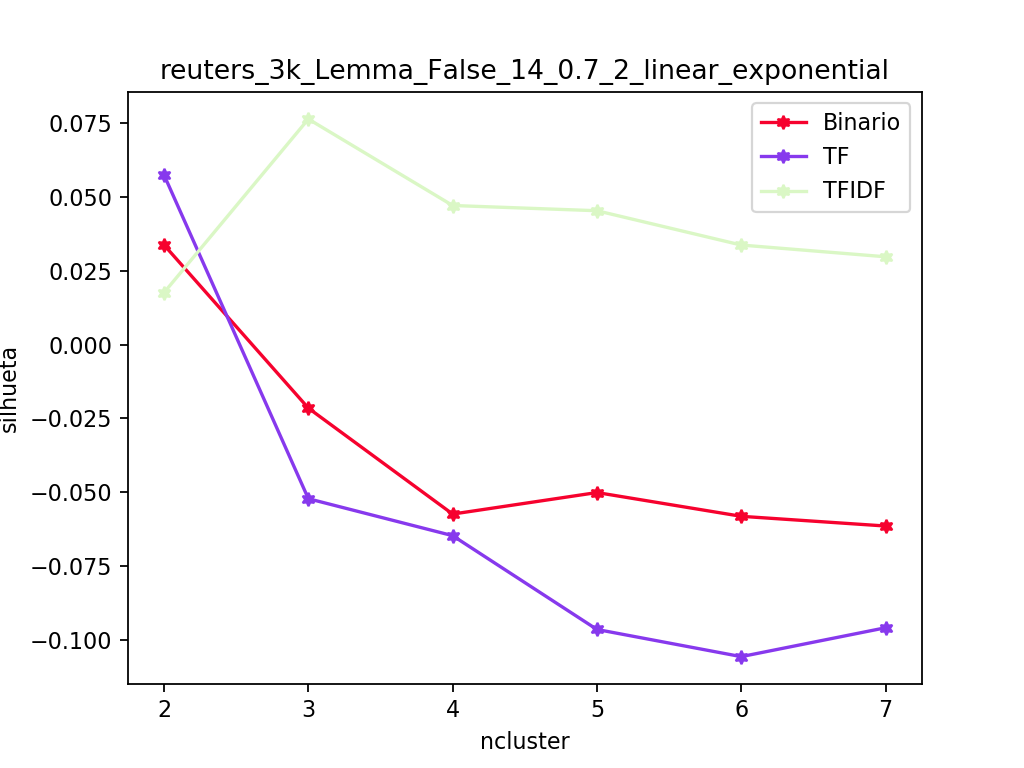 reuters_3k_Lemma_False_14_0.7_2_linear_exponential
Binario
TF
TFIDF
0.075
0.050
0.025
0.000
−0.025
−0.050
−0.075
−0.100
silhueta
2 3 4 5 6 7
ncluster